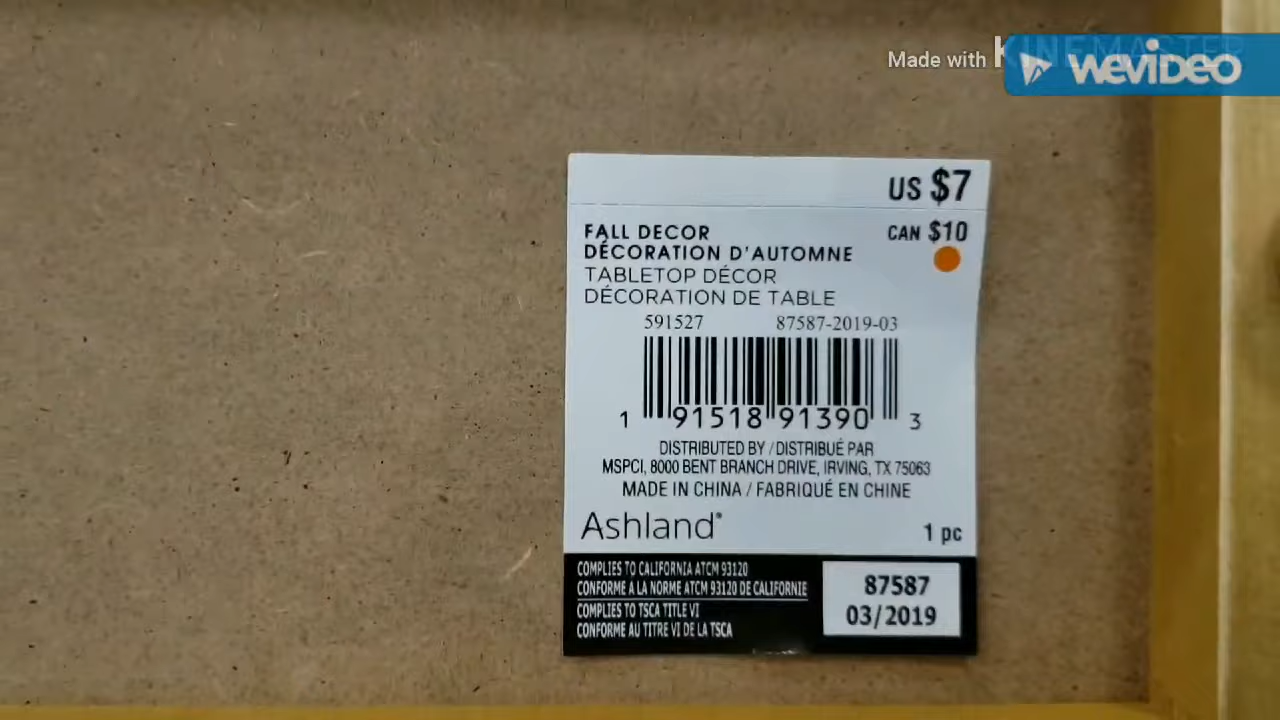 Made with KINEMASTER
WEVIDEO
US $7
FALL DECOR
CAN $10
DÉCORATION D'AUTOMNE
TABLETOP DÉCOR
DÉCORATION DE TABLE
591527 87587-2019-03
1 91518 91390 3
DISTRIBUTED BY / DISTRIBUÉ PAR
MSPCI, 8000 BENT BRANCH DRIVE, IRVING, TX 75063
MADE IN CHINA / FABRIQUÉ EN CHINE
Ashland®
1 pc
COMPLIES TO CALIFORNIA ATCM 93120
CONFORME A LA NORME ATCM 93120 DE CALIFORNIE
COMPLIES TO TSCA TITLE VI
CONFORME AU TITRE VI DE LA TSCA
87587
03/2019